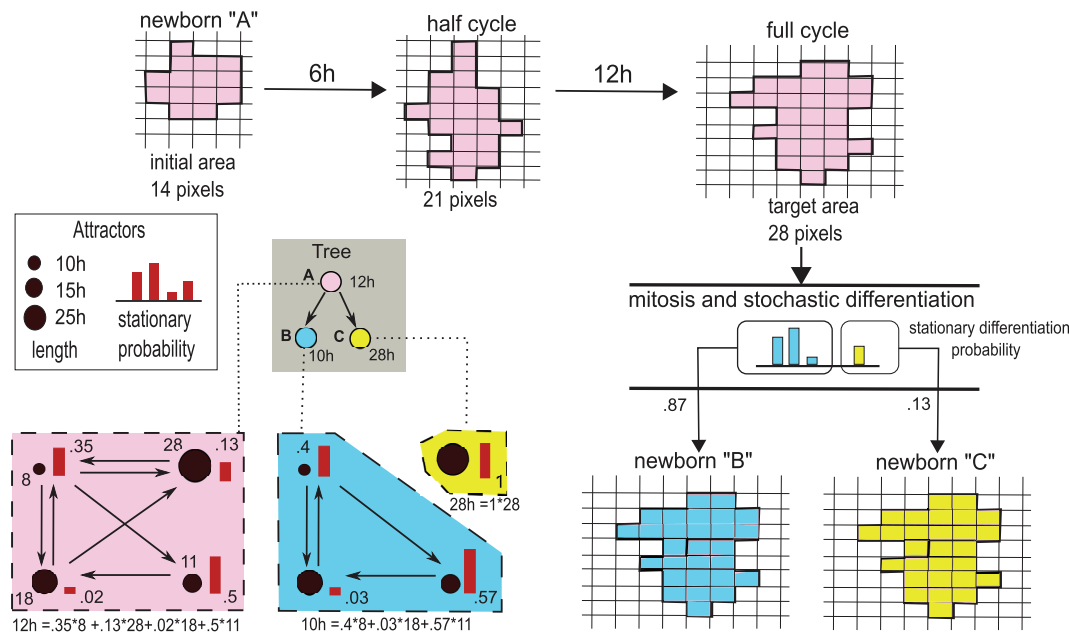 newborn "A"
half cycle
full cycle
6h
12h
initial area
14 pixels
21 pixels
target area
28 pixels
Attractors
10h
15h
25h
length
stationary
probability
Tree
A
12h
B
C
10h
28h
mitosis and stochastic differentiation
stationary differentiation
probability
.87
.13
newborn "B"
newborn "C"
.35
28
.13
8
11
18
.02
.5
12h =.35*8 +.13*28+.02*18+.5*11
.4
.03
.57
10h =.4*8+.03*18+.57*11
1
28h =1*28